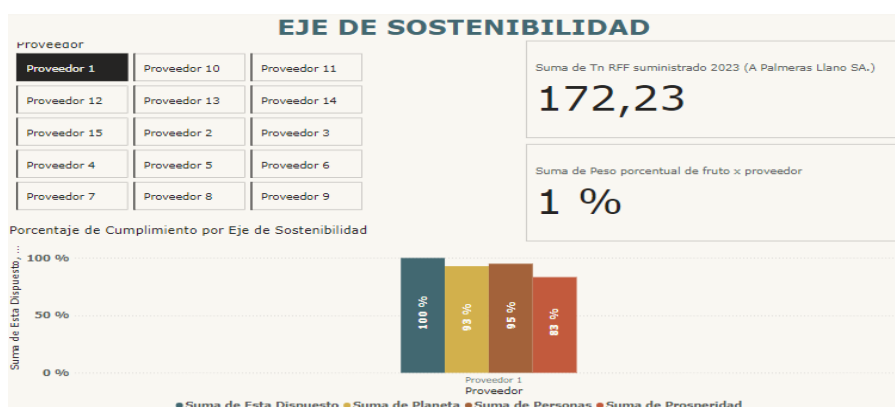 EJE DE SOSTENIBILIDAD
Proveedor
Proveedor 1
Proveedor 10
Proveedor 11
Proveedor 12
Proveedor 13
Proveedor 14
Proveedor 15
Proveedor 2
Proveedor 3
Proveedor 4
Proveedor 5
Proveedor 6
Proveedor 7
Proveedor 8
Proveedor 9
Suma de Tn RFF suministrado 2023 (A Palmeras Llano SA.)
172,23
Suma de Peso porcentual de fruto x proveedor
1 %
Porcentaje de Cumplimiento por Eje de Sostenibilidad
Suma de Esta Dispuesto, ...
100 %
50 %
0 %
100 %
93 %
95 %
83 %
Proveedor 1
Proveedor
Suma de Esta Dispuesto Suma de Planeta Suma de Personas Suma de Prosperidad